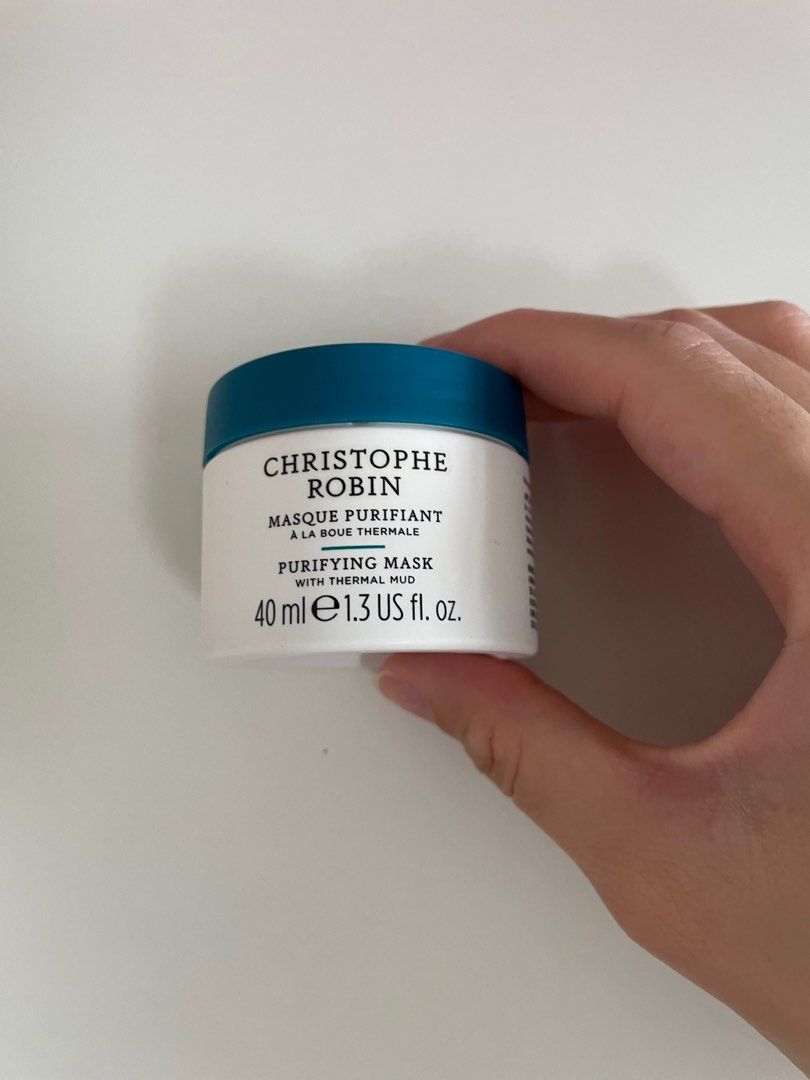 CHRISTOPHE
ROBIN
MASQUE PURIFIANT
À LA BOUE THERMALE
PURIFYING MASK
WITH THERMAL MUD
40 ml ℮ 1.3 US fl. oz.